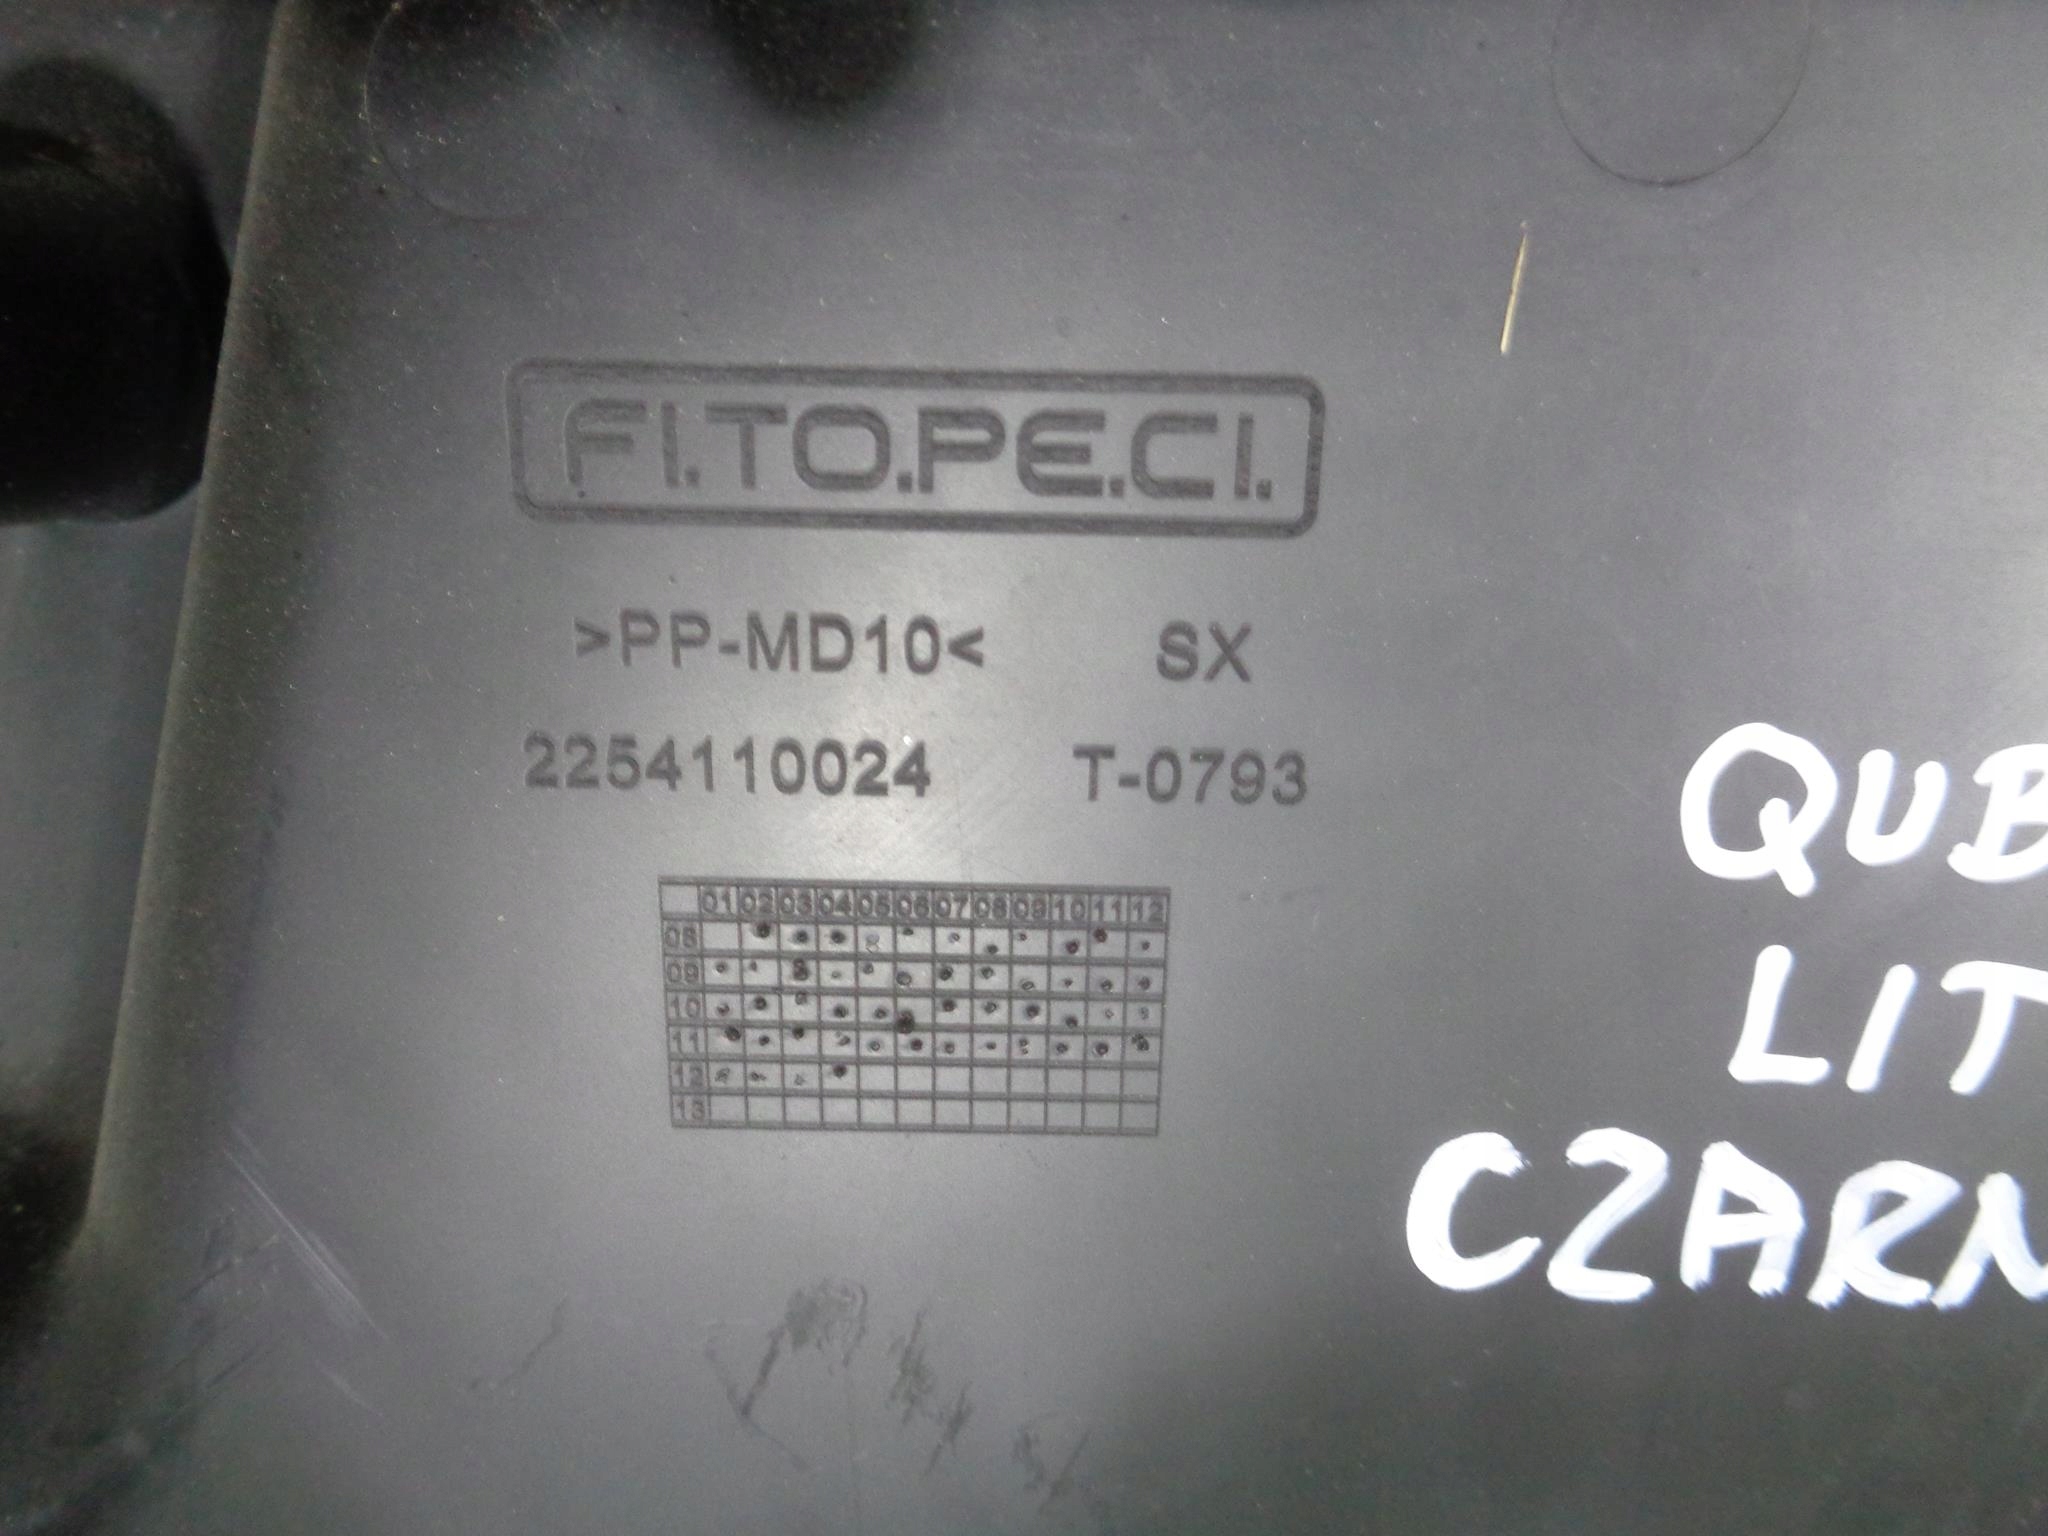 FI.TO.PE.CI.
>PP-MD10< SX
2254110024 T-0793
01 02 03 04 05 06 07 08 09 10 11 12
08
09
10
11
12
13
QUB
LIT
CZARN